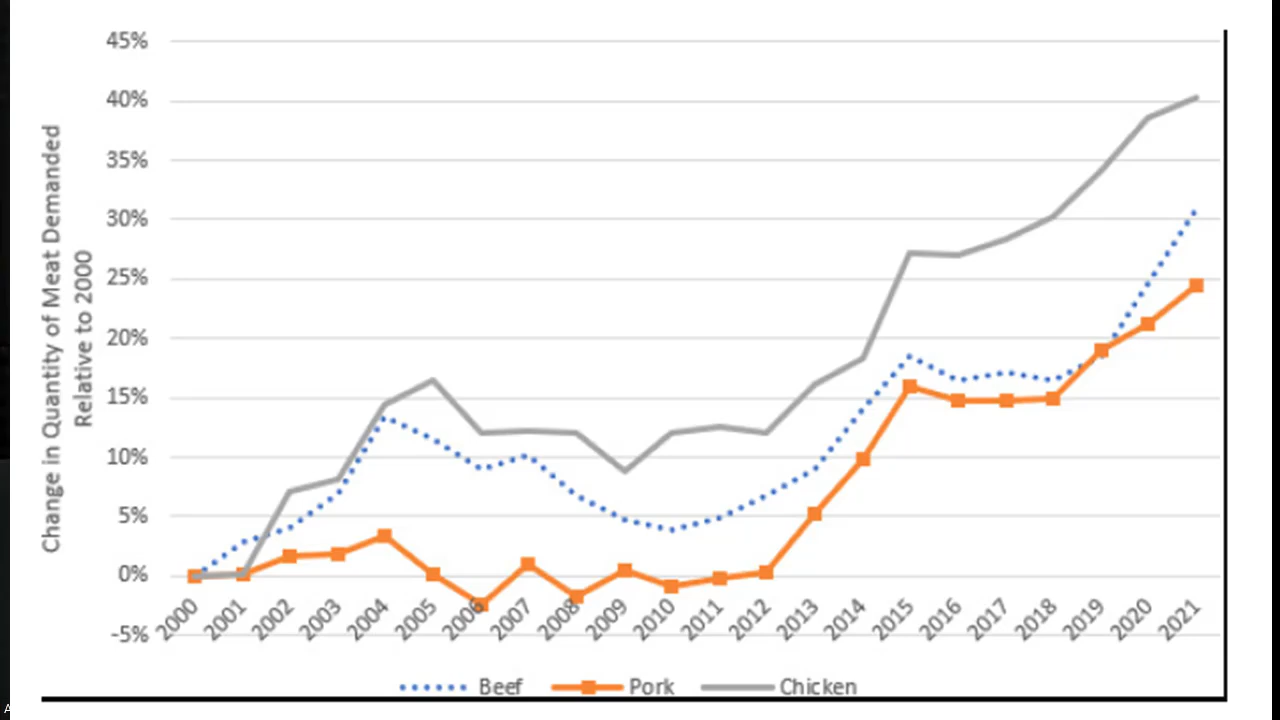 45%
40%
35%
30%
25%
20%
15%
10%
5%
0%
-5%
Change in Quantity of Meat Demanded
Relative to 2000
2000 2001 2002 2003 2004 2005 2006 2007 2008 2009 2010 2011 2012 2013 2014 2015 2016 2017 2018 2019 2020 2021
Beef Pork Chicken
A